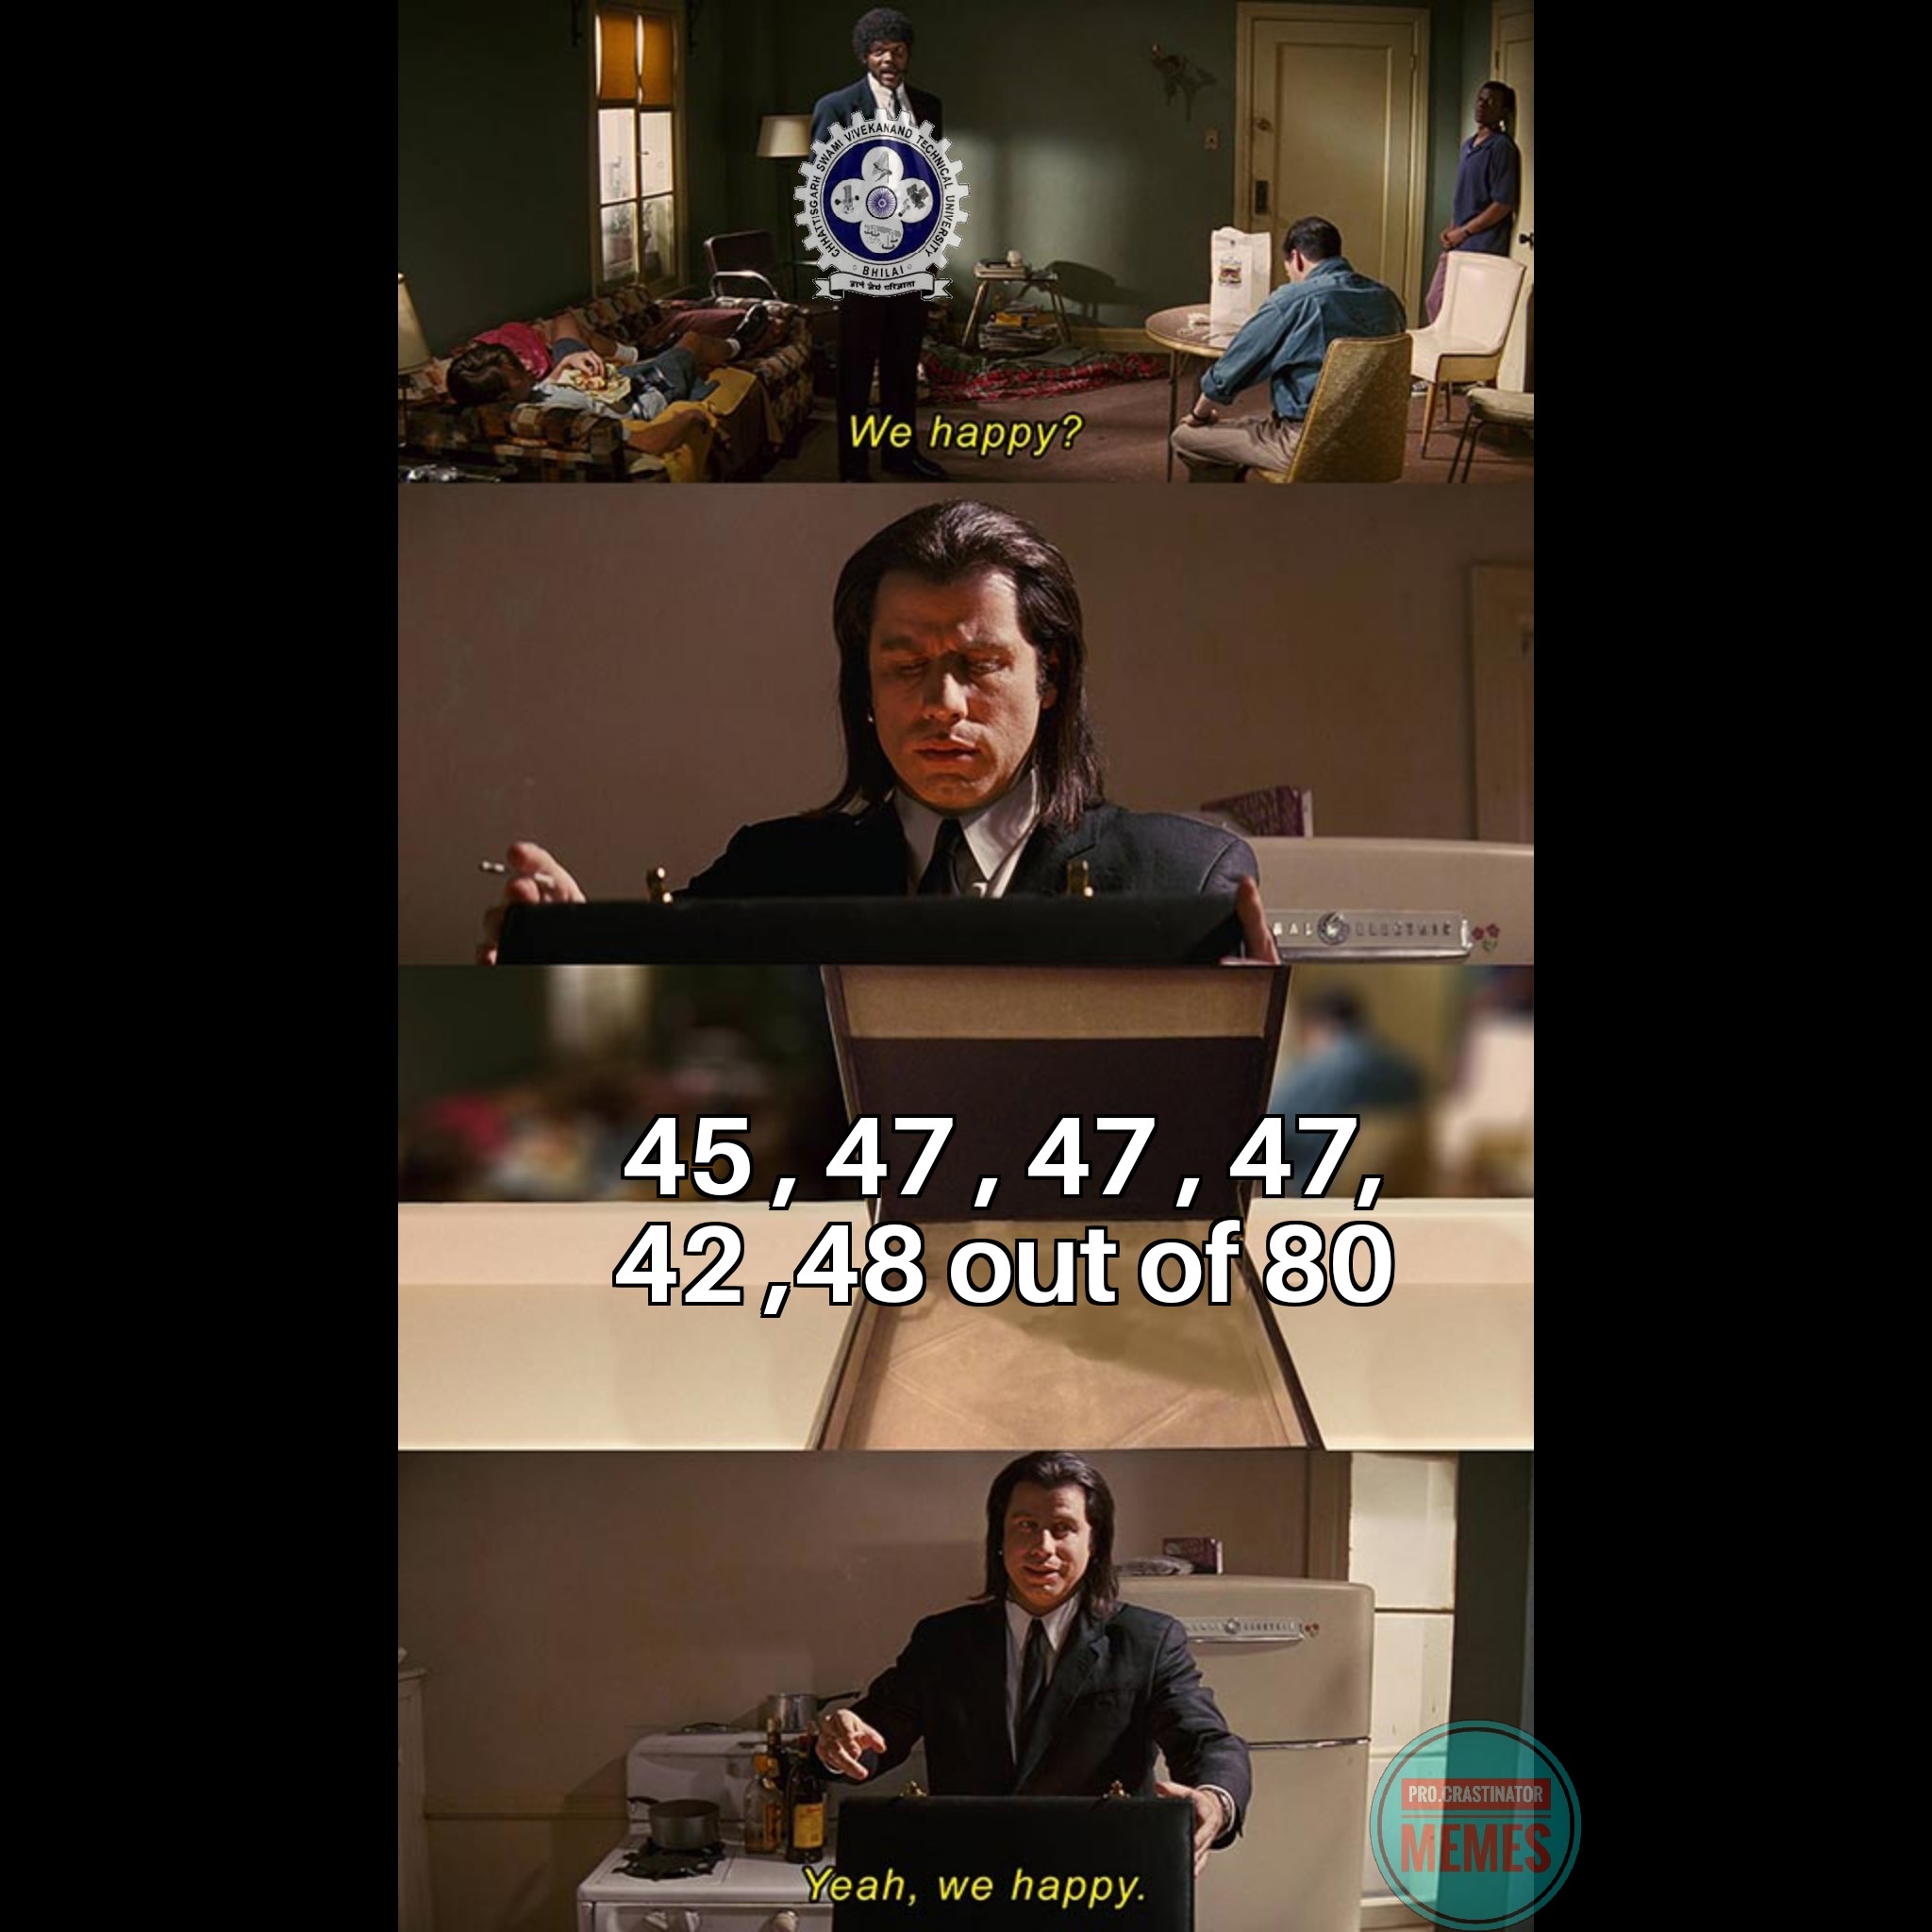 CHHATTISGARH SWAMI VIVEKANAND TECHNICAL UNIVERSITY
BHILAI
We happy?
45 , 47 , 47 , 47,
42 ,48 out of 80
PRO.CRASTINATOR
MEMES
Yeah, we happy.